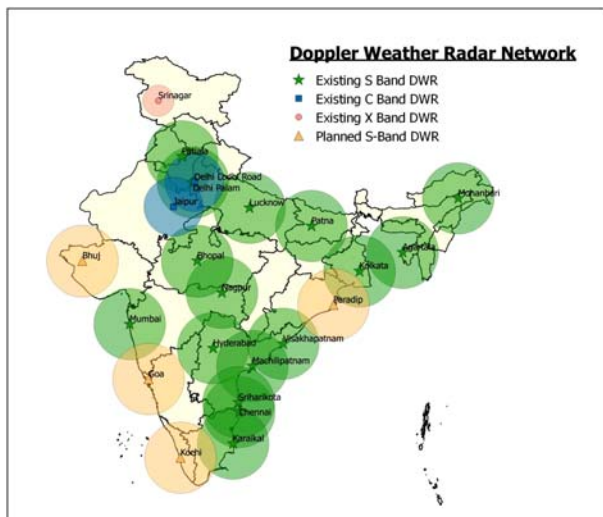 Doppler Weather Radar Network
Existing S Band DWR
Existing C Band DWR
Existing X Band DWR
Planned S-Band DWR
Srinagar
Patiala
Delhi Lodi Road
Delhi Palam
Jaipur
Lucknow
Mohanbari
Patna
Bhuj
Bhopal
Agartala
Kolkata
Nagpur
Paradip
Mumbai
Visakhapatnam
Hyderabad
Machilipatnam
Goa
Sriharikota
Chennai
Karaikal
Kochi